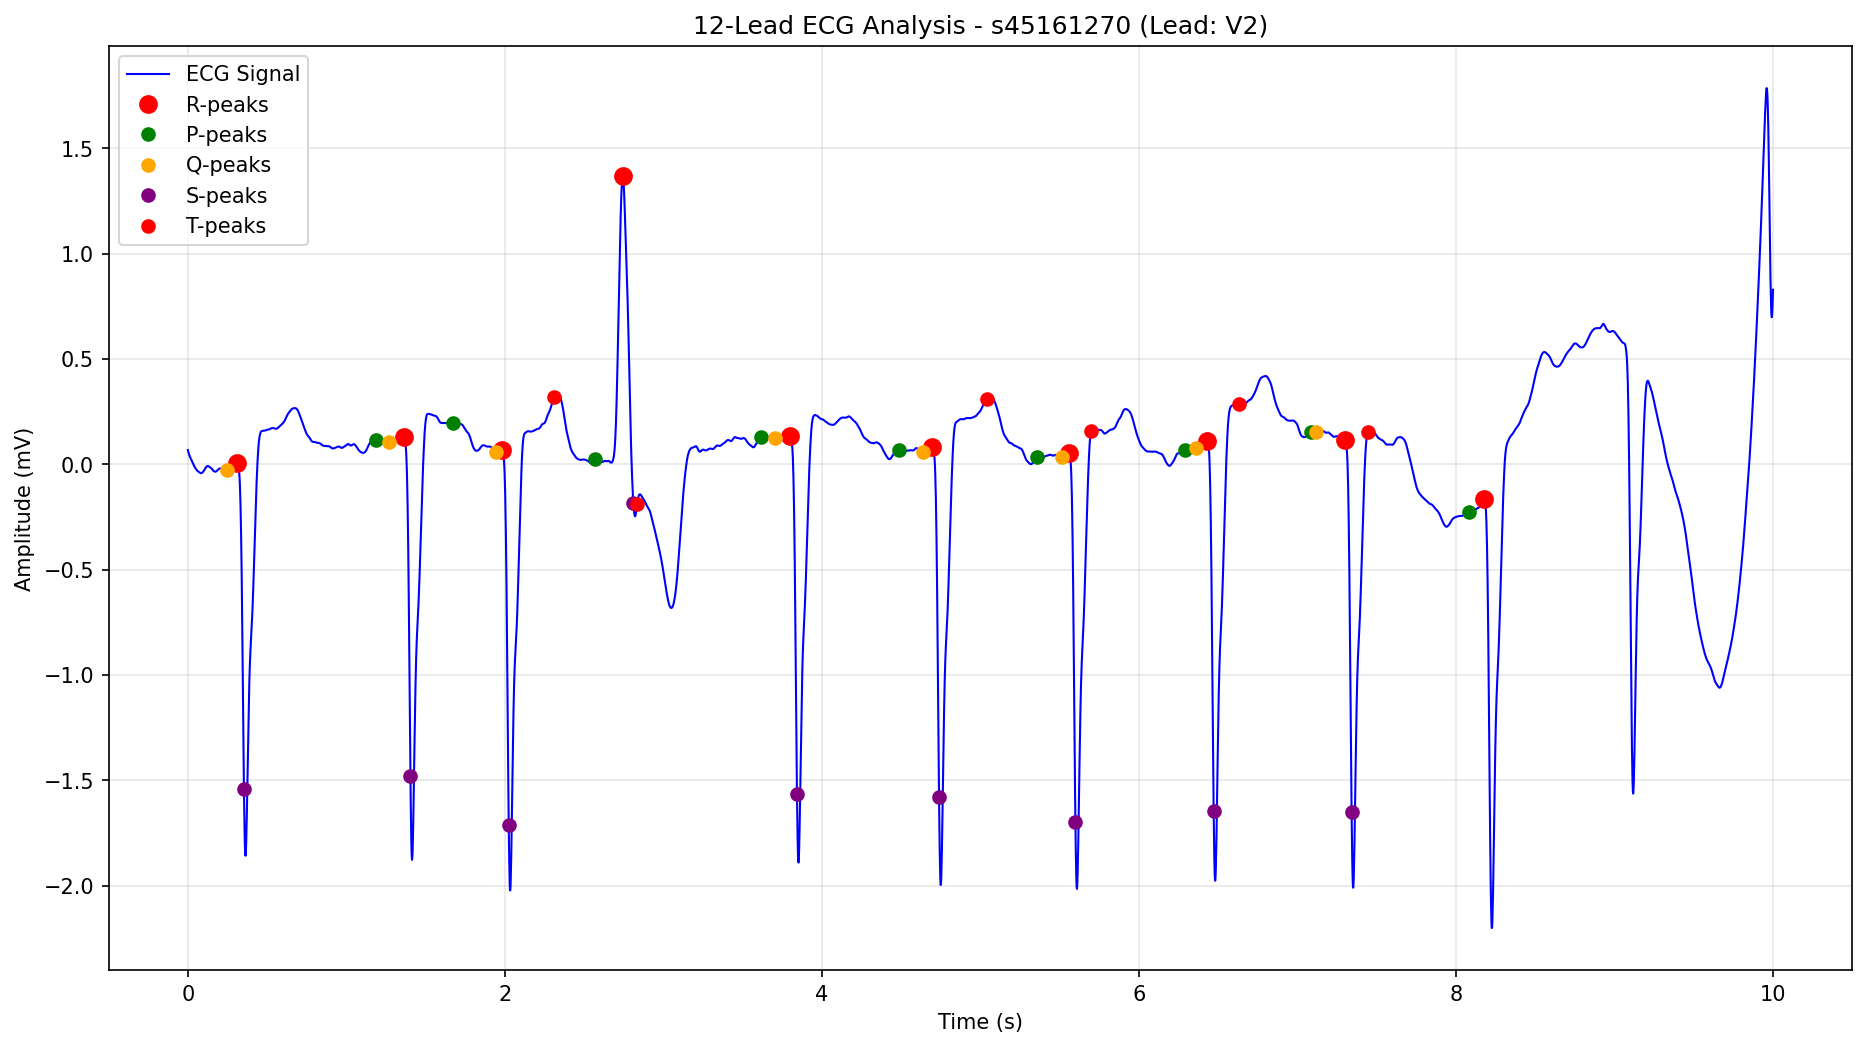 12-Lead ECG Analysis - s45161270 (Lead: V2)
ECG Signal
R-peaks
P-peaks
Q-peaks
S-peaks
T-peaks
1.5
1.0
0.5
0.0
−0.5
−1.0
−1.5
−2.0
Amplitude (mV)
0 2 4 6 8 10
Time (s)